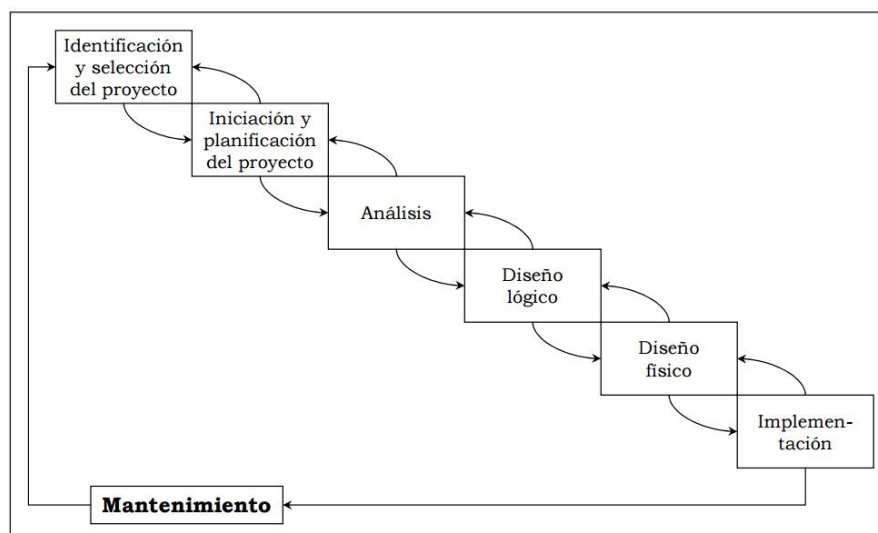 Identificación
y selección
del proyecto
Iniciación y
planificación
del proyecto
Análisis
Diseño
lógico
Diseño
físico
Implemen-
tación
Mantenimiento